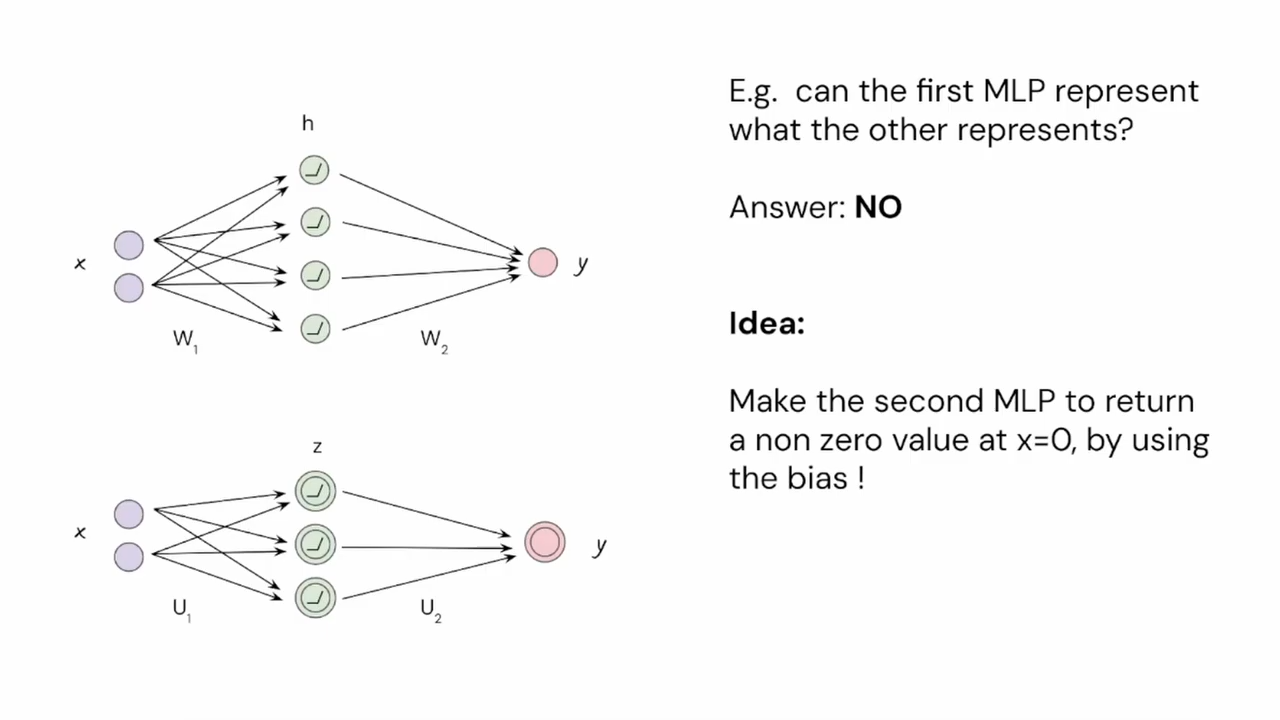 h
x
y
W1
W2
z
x
y
U1
U2
E.g. can the first MLP represent
what the other represents?
Answer: NO
Idea:
Make the second MLP to return
a non zero value at x=0, by using
the bias !